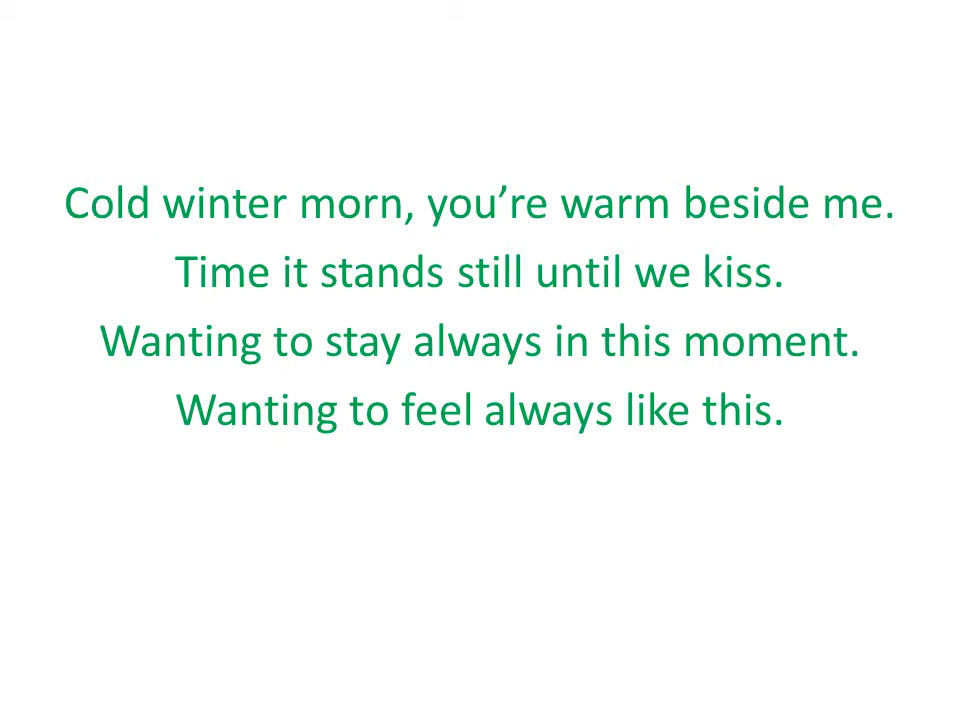 Cold winter morn, you’re warm beside me.
Time it stands still until we kiss.
Wanting to stay always in this moment.
Wanting to feel always like this.